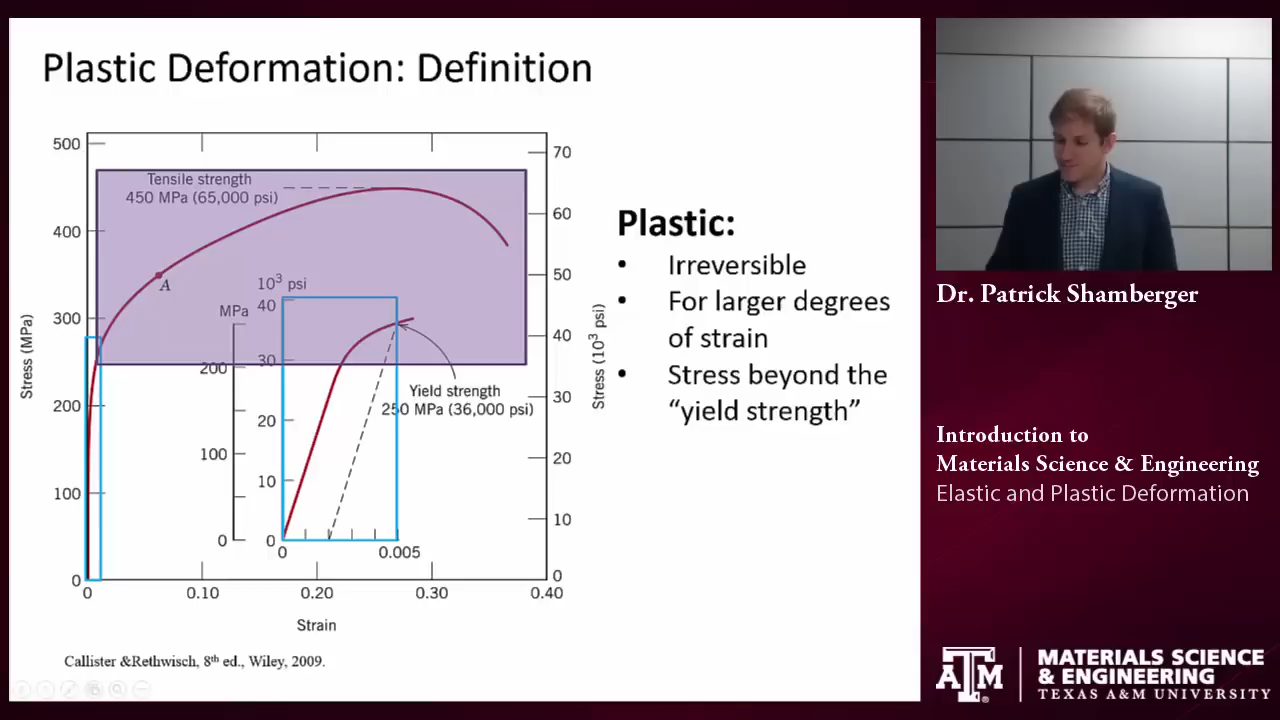 Plastic Deformation: Definition
500
400
300
200
100
0
Stress (MPa)
70
60
50
40
30
20
10
0
Stress (10³ psi)
Tensile strength
450 MPa (65,000 psi)
A
10³ psi
MPa
40
30
20
10
0
200
100
0
0
0.005
Yield strength
250 MPa (36,000 psi)
0
0.10
0.20
0.30
0.40
Strain
Callister &Rethwisch, 8th ed., Wiley, 2009.
Plastic:
• Irreversible
• For larger degrees
of strain
• Stress beyond the
“yield strength”
Dr. Patrick Shamberger
Introduction to
Materials Science & Engineering
Elastic and Plastic Deformation
ATM
MATERIALS SCIENCE
& ENGINEERING
TEXAS A&M UNIVERSITY